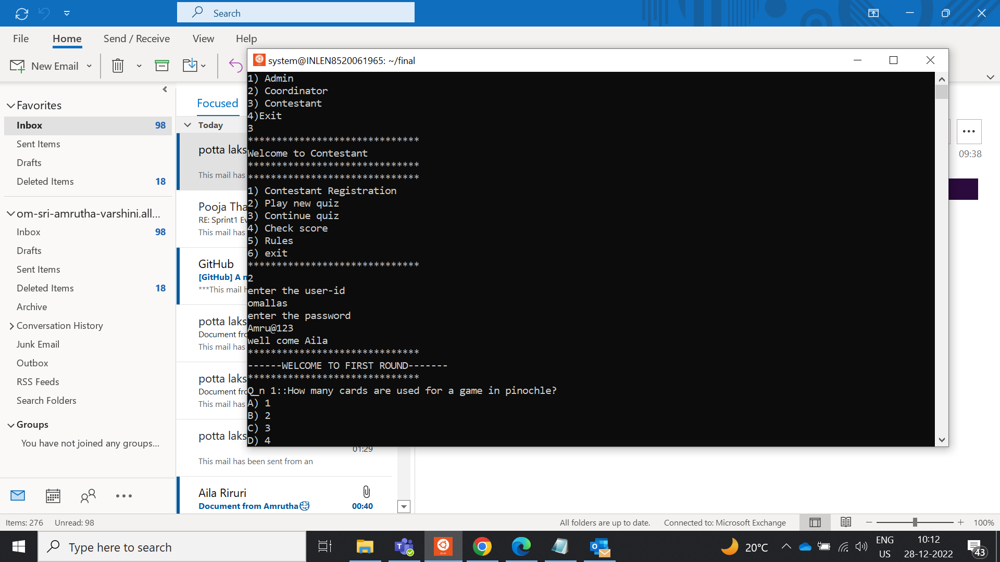 Search
File Home Send / Receive View Help
New Email
system@INLEN8520061965: ~/final
1) Admin
2) Coordinator
3) Contestant
4)Exit
3
******************************
Welcome to Contestant
******************************
******************************
1) Contestant Registration
2) Play new quiz
3) Continue quiz
4) Check score
5) Rules
6) exit
******************************
2
enter the user-id
omallas
enter the password
Amru@123
well come Aila
******************************
------WELCOME TO FIRST ROUND-------
******************************
Q_n 1::How many cards are used for a game in pinochle?
A) 1
B) 2
C) 3
D) 4
Favorites
Inbox 98
Sent Items
Drafts
Deleted Items 18
om-sri-amrutha-varshini.all...
Inbox 98
Drafts
Sent Items
Deleted Items 18
Archive
Conversation History
Junk Email
Outbox
RSS Feeds
Search Folders
Groups
You have not joined any groups...
Focused
Today
potta laks
This mail has
Pooja Tha
RE: Sprint1 Ev
This mail has
GitHub
[GitHub] A n
***This mail h
potta laks
Document fro
This mail has
potta laks
Document fro
This mail has
potta laks
01:29
This mail has been sent from an
Aila Riruri
Document from Amrutha🥰 00:40
09:38
Items: 276 Unread: 98
All folders are up to date. Connected to: Microsoft Exchange
100%
Type here to search
20°C
ENG
US
10:12
28-12-2022
43